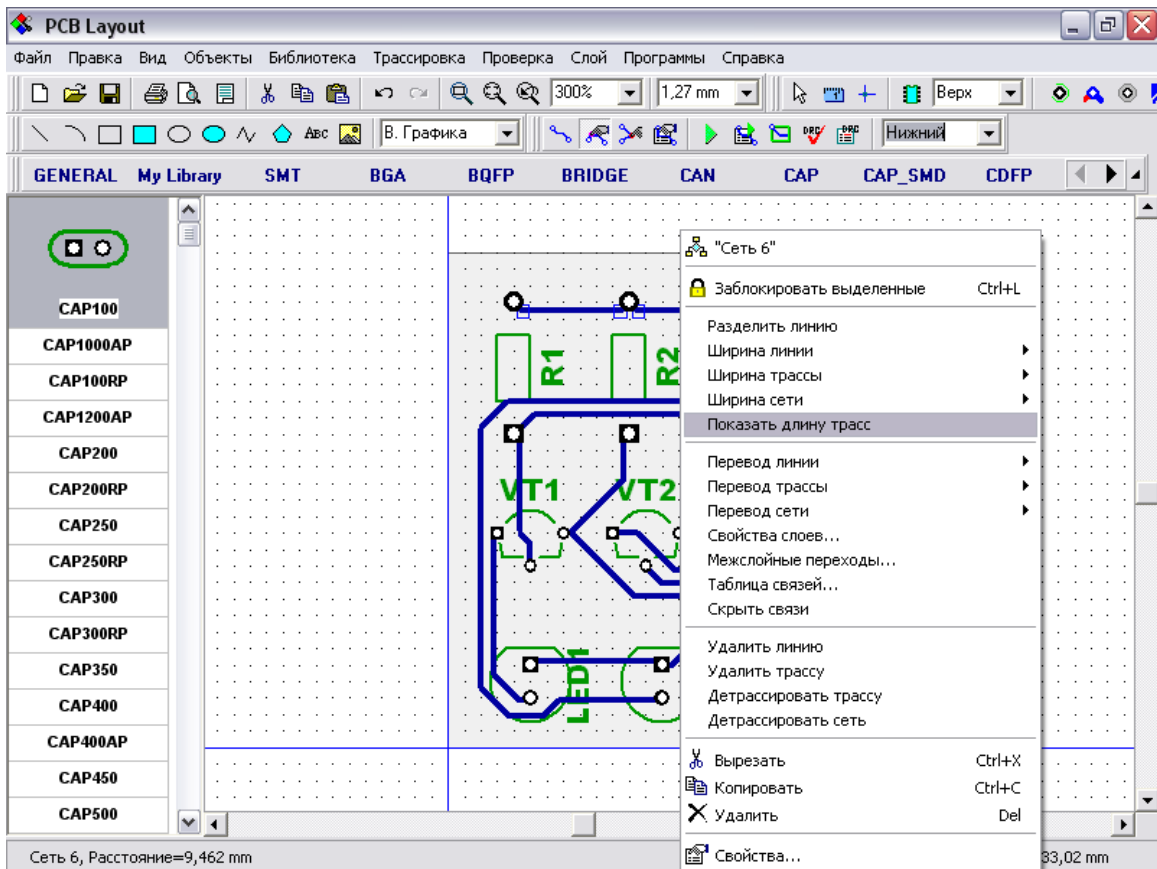 PCB Layout
Файл Правка Вид Объекты Библиотека Трассировка Проверка Слой Программы Справка
300% 1,27 mm Верх
ABC В. Графика DRC DRC Нижний
GENERAL My Library SMT BGA BQFP BRIDGE CAN CAP CAP_SMD CDFP
CAP100
CAP1000AP
CAP100RP
CAP1200AP
CAP200
CAP200RP
CAP250
CAP250RP
CAP300
CAP300RP
CAP350
CAP400
CAP400AP
CAP450
CAP500
R1
R2
VT1
VT2
LED1
"Сеть 6"
Заблокировать выделенные Ctrl+L
Разделить линию
Ширина линии
Ширина трассы
Ширина сети
Показать длину трасс
Перевод линии
Перевод трассы
Перевод сети
Свойства слоев...
Межслойные переходы...
Таблица связей...
Скрыть связи
Удалить линию
Удалить трассу
Детрассировать трассу
Детрассировать сеть
Вырезать Ctrl+X
Копировать Ctrl+C
Удалить Del
Свойства...
Сеть 6, Расстояние=9,462 mm
33,02 mm